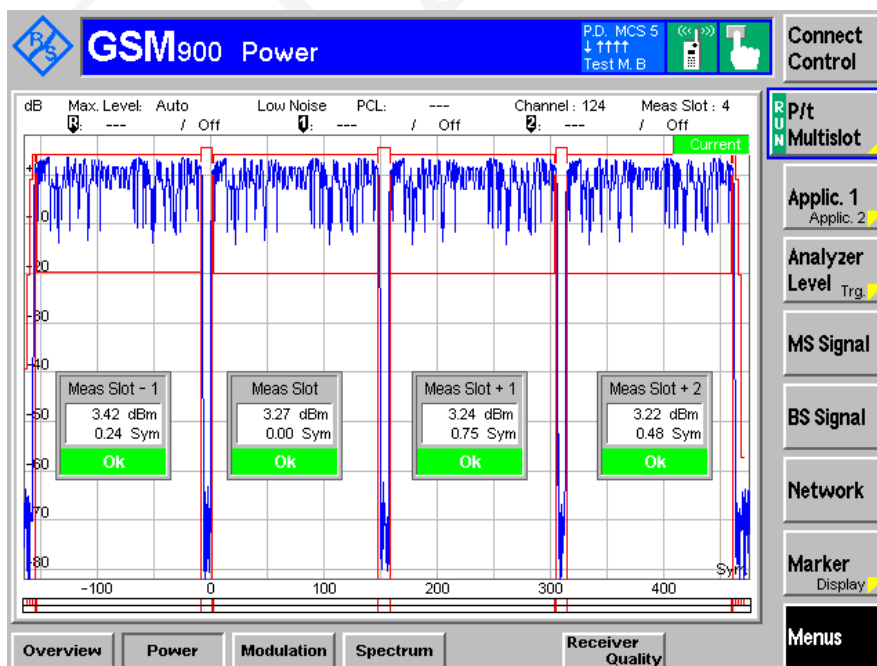 R/S
GSM900 Power
P.D. MCS 5
↓ ↑↑↑↑
Test M. B
Connect Control
dB Max. Level: Auto Low Noise PCL: --- Channel : 124 Meas Slot : 4
R: --- / Off 1: --- / Off 2: --- / Off
Current
RUN
P/t Multislot
Applic. 1
Applic. 2
Analyzer Level Trg.
MS Signal
BS Signal
Network
Marker
Display
Menus
+0
-10
-20
-30
-40
-50
-60
-70
-80
Meas Slot - 1
3.42 dBm
0.24 Sym
Ok
Meas Slot
3.27 dBm
0.00 Sym
Ok
Meas Slot + 1
3.24 dBm
0.75 Sym
Ok
Meas Slot + 2
3.22 dBm
0.48 Sym
Ok
Sym
-100 0 100 200 300 400
Overview Power Modulation Spectrum Receiver Quality